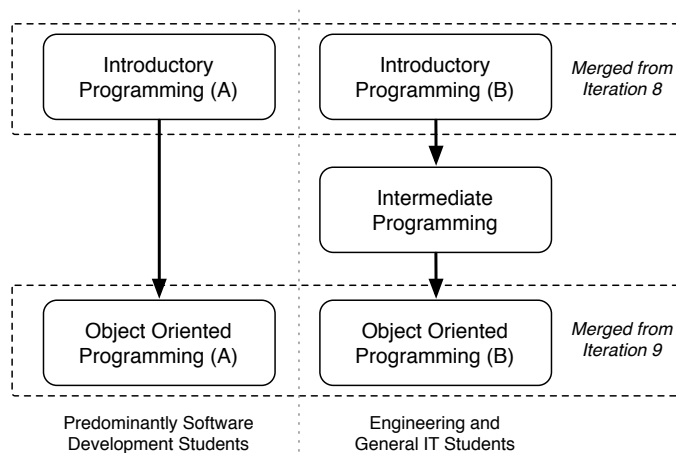 Introductory
Programming (A)
Introductory
Programming (B)
Merged from
Iteration 8
Intermediate
Programming
Object Oriented
Programming (A)
Object Oriented
Programming (B)
Merged from
Iteration 9
Predominantly Software
Development Students
Engineering and
General IT Students